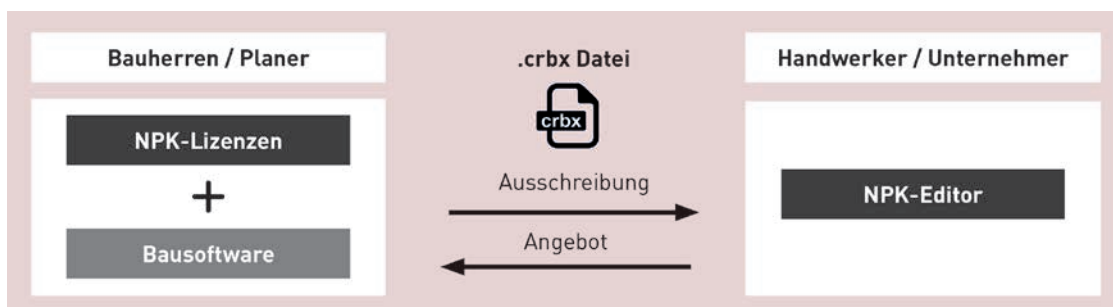 Bauherren / Planer
NPK-Lizenzen
+
Bausoftware
.crbx Datei
crbx
Ausschreibung
Angebot
Handwerker / Unternehmer
NPK-Editor